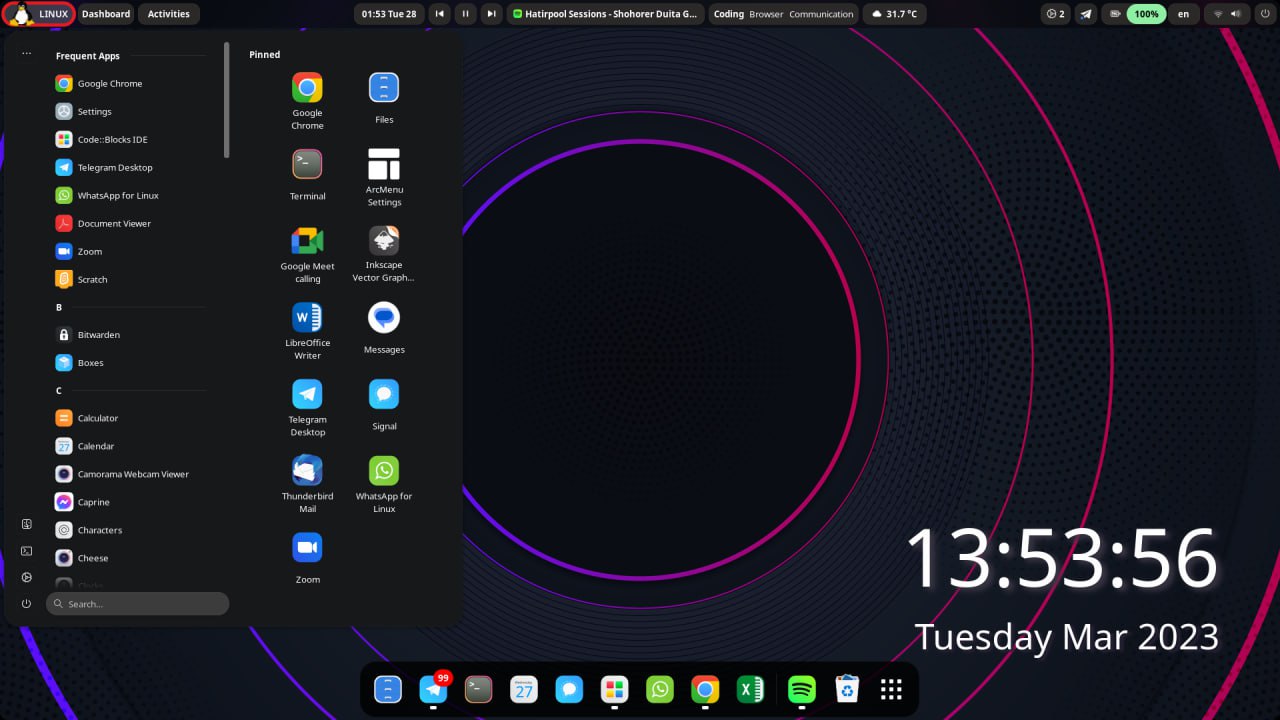 LINUX Dashboard Activities 01:53 Tue 28 Hatirpool Sessions - Shohorer Duita G... Coding Browser Communication 31.7 °C 2 100% en
...
Frequent Apps
Google Chrome
Settings
Code::Blocks IDE
Telegram Desktop
WhatsApp for Linux
Document Viewer
Zoom
Scratch
B
Bitwarden
Boxes
C
Calculator
27
Calendar
Camorama Webcam Viewer
Caprine
Characters
Cheese
Clocks
Search...
Pinned
Google
Chrome
Files
>_
Terminal
ArcMenu
Settings
Google Meet
calling
Inkscape
Vector Graph...
W
LibreOffice
Writer
Messages
Telegram
Desktop
Signal
Thunderbird
Mail
WhatsApp for
Linux
Zoom
13:53:56
Tuesday Mar 2023
99
>_
27
X